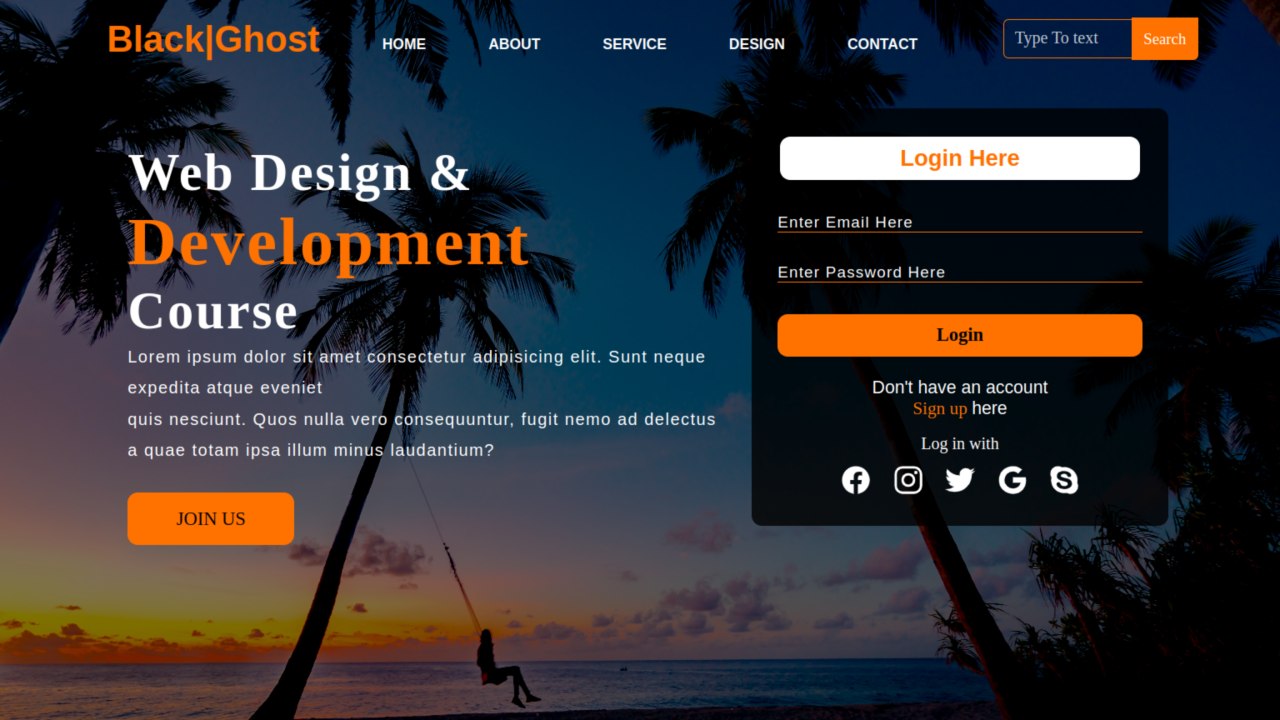 Black|Ghost
HOME ABOUT SERVICE DESIGN CONTACT
Type To text Search
Web Design &
Development
Course
Lorem ipsum dolor sit amet consectetur adipisicing elit. Sunt neque
expedita atque eveniet
quis nesciunt. Quos nulla vero consequuntur, fugit nemo ad delectus
a quae totam ipsa illum minus laudantium?
JOIN US
Login Here
Enter Email Here
Enter Password Here
Login
Don't have an account
Sign up here
Log in with